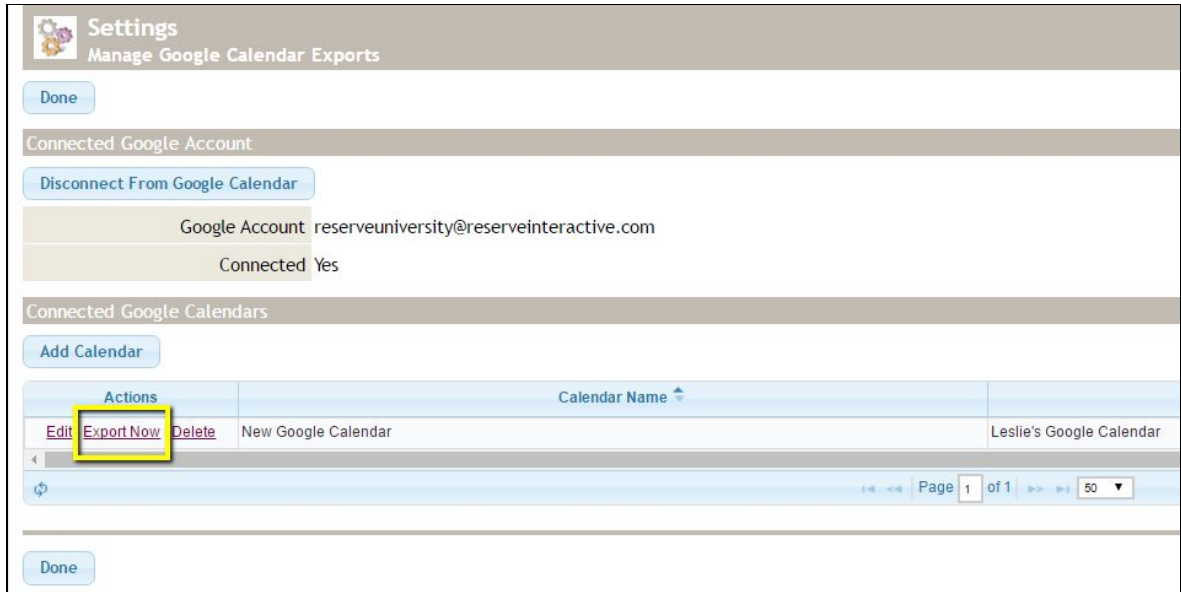 Settings
Manage Google Calendar Exports
Done
Connected Google Account
Disconnect From Google Calendar
Google Account reserveuniversity@reserveinteractive.com
Connected Yes
Connected Google Calendars
Add Calendar
Actions Calendar Name
Edit Export Now Delete New Google Calendar Leslie's Google Calendar
Page 1 of 1 50
Done